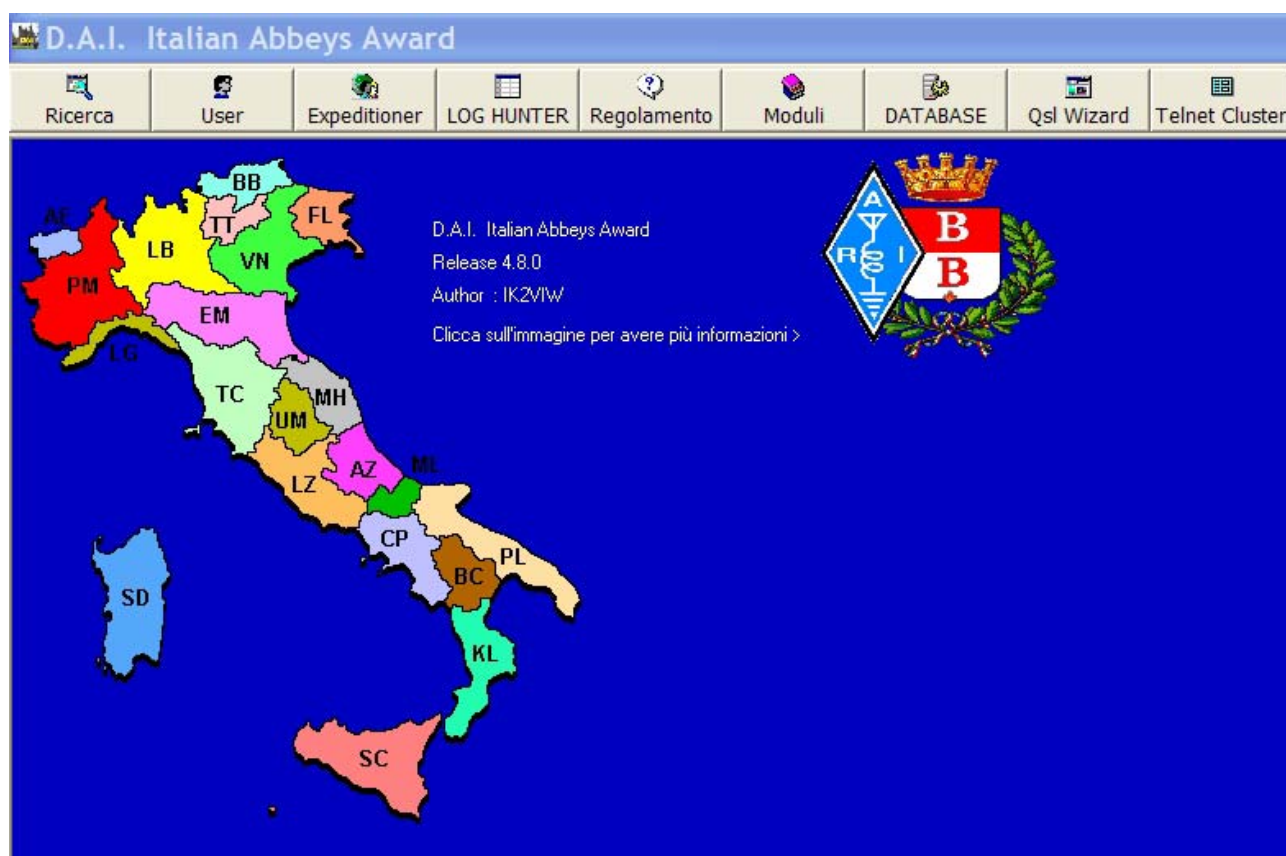 D.A.I. Italian Abbeys Award
Ricerca
User
Expeditioner
LOG HUNTER
Regolamento
Moduli
DATABASE
Qsl Wizard
Telnet Cluster
D.A.I. Italian Abbeys Award
Release 4.8.0
Author : IK2VIW
Clicca sull'immagine per avere più informazioni >
A
R I
B
B
BB
AE
TT
FL
LB
VN
PM
EM
LG
TC
MH
UM
AZ
ML
LZ
CP
PL
BC
SD
KL
SC